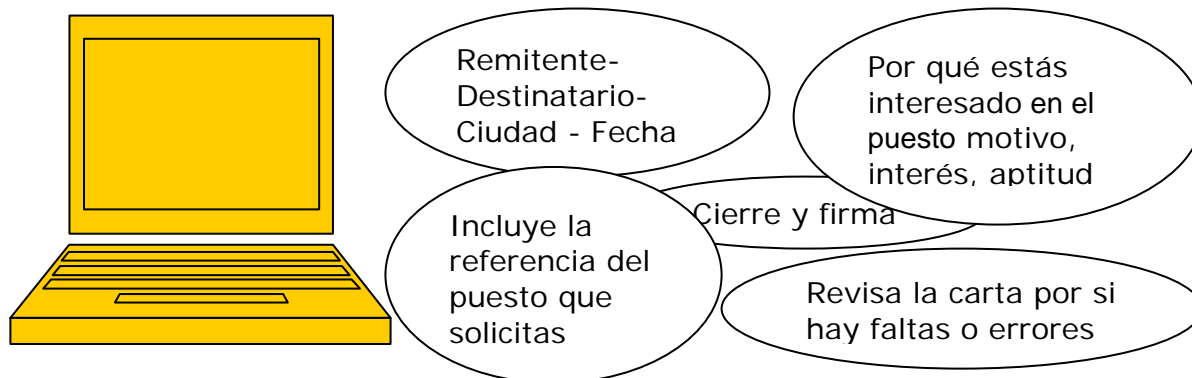 Remitente-
Destinatario-
Ciudad - Fecha
Por qué estás
interesado en el
puesto motivo,
interés, aptitud
Cierre y firma
Incluye la
referencia del
puesto que
solicitas
Revisa la carta por si
hay faltas o errores